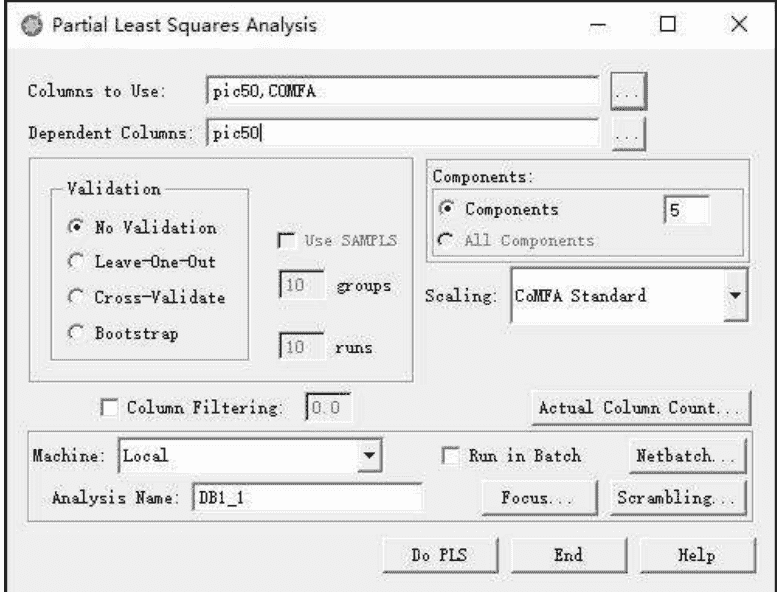 Partial Least Squares Analysis
Columns to Use: pic50,COMFA ...
Dependent Columns: pic50 ...
Validation
No Validation
Leave-One-Out
Cross-Validate
Bootstrap
Use SAMPLS
10 groups
10 runs
Components:
Components 5
All Components
Scaling: CoMFA Standard
Column Filtering: 0.0
Actual Column Count...
Machine: Local
Run in Batch
Netbatch...
Analysis Name: DB1_1
Focus...
Scrambling...
Do PLS
End
Help